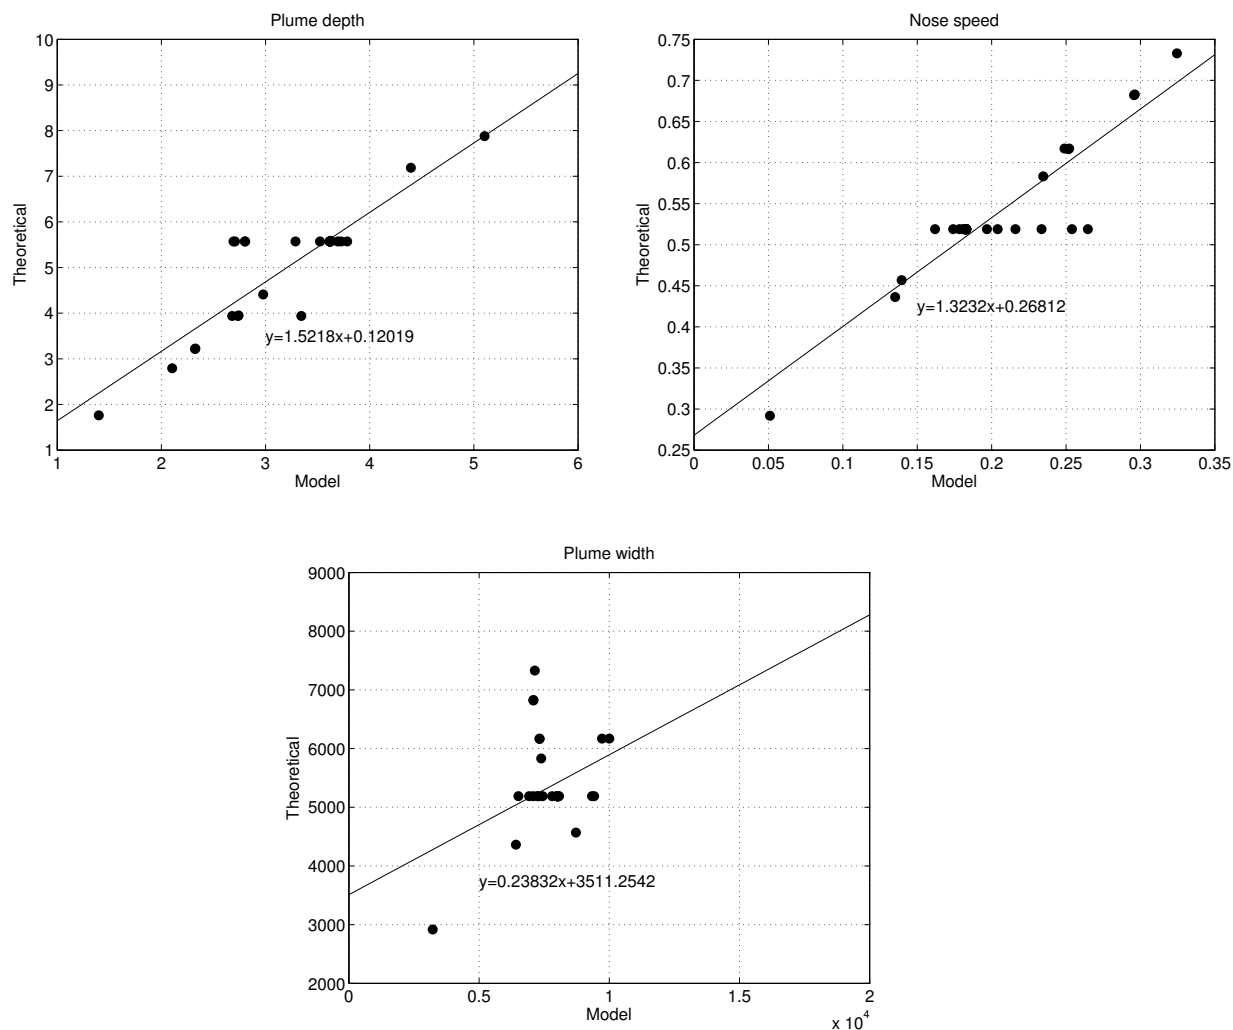 Plume depth
10
9
8
7
6
5
4
3
2
1
Theoretical
y=1.5218x+0.12019
1 2 3 4 5 6
Model
Nose speed
0.75
0.7
0.65
0.6
0.55
0.5
0.45
0.4
0.35
0.3
0.25
Theoretical
y=1.3232x+0.26812
0 0.05 0.1 0.15 0.2 0.25 0.3 0.35
Model
Plume width
9000
8000
7000
6000
5000
4000
3000
2000
Theoretical
y=0.23832x+3511.2542
0 0.5 1 1.5 2
Model
x 10^4